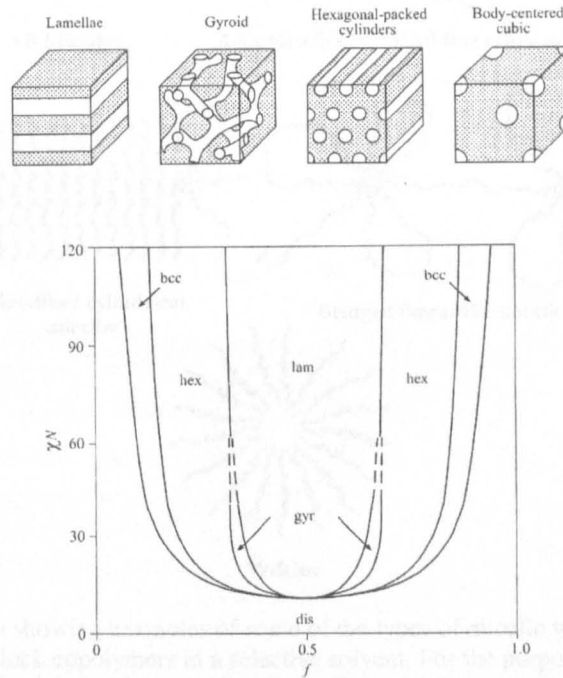 Lamellae
Gyroid
Hexagonal-packed
cylinders
Body-centered
cubic
120
90
60
30
0
χN
bcc
bcc
hex
lam
hex
gyr
dis
0
0.5
1.0
f